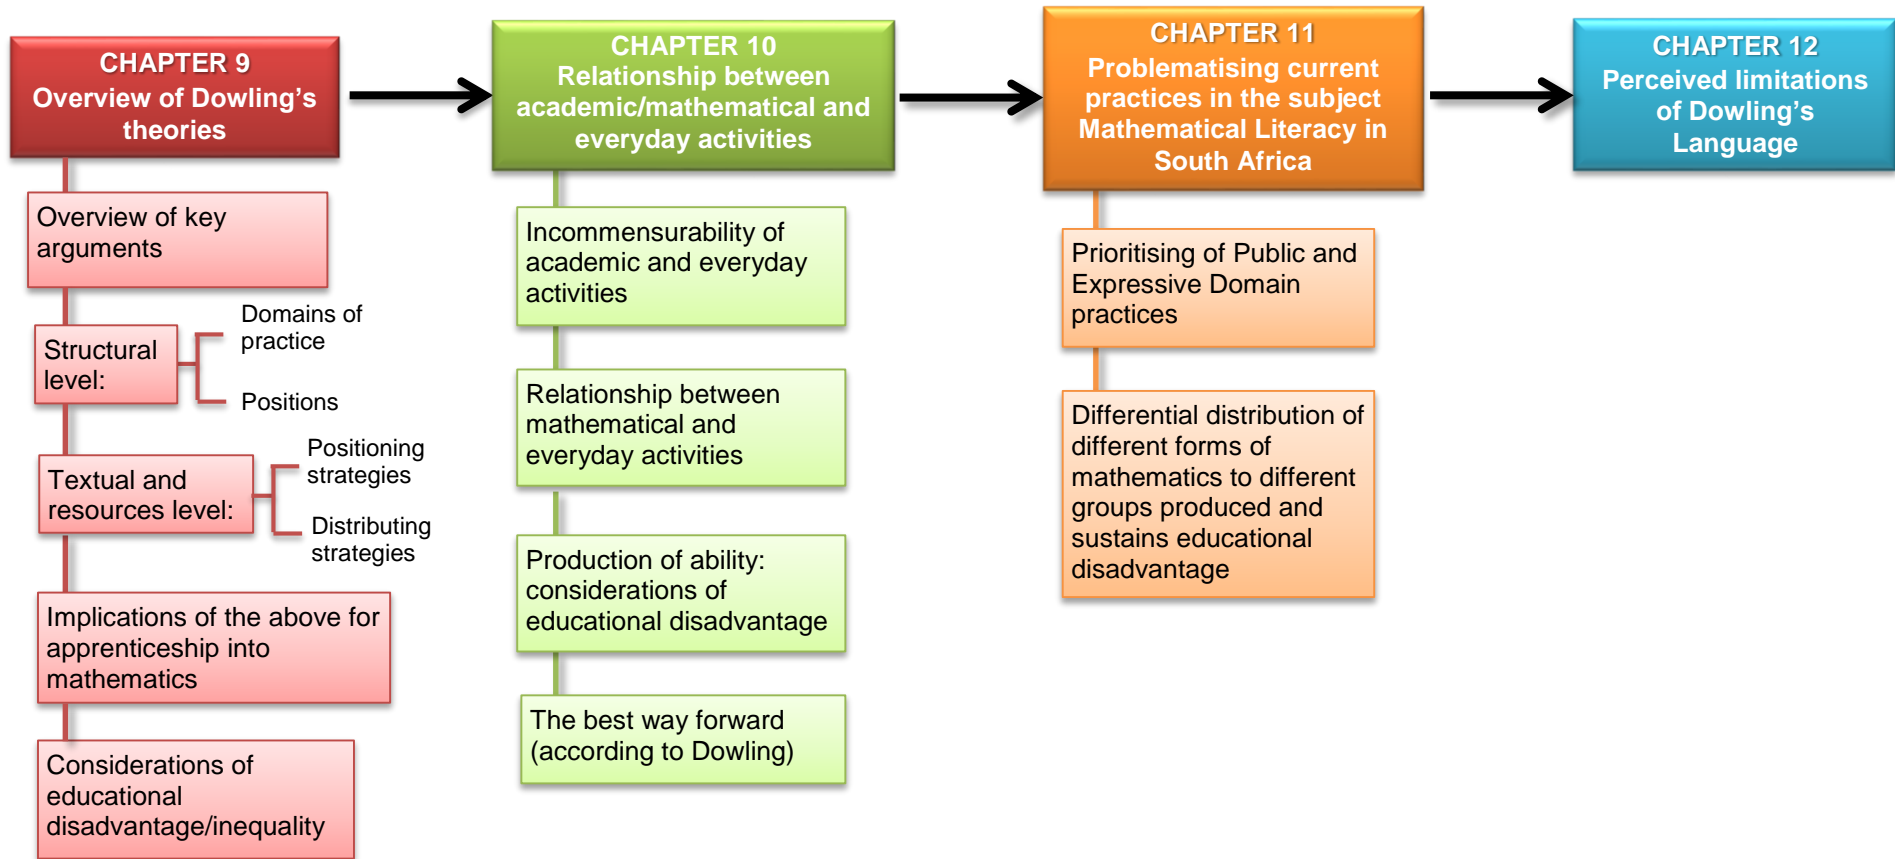 CHAPTER 9
Overview of Dowling's
theories
Overview of key
arguments
Structural
level:
Domains of
practice
Positions
Textual and
resources level:
Positioning
strategies
Distributing
strategies
Implications of the above for
apprenticeship into
mathematics
Considerations of
educational
disadvantage/inequality
CHAPTER 10
Relationship between
academic/mathematical and
everyday activities
Incommensurability of
academic and everyday
activities
Relationship between
mathematical and
everyday activities
Production of ability:
considerations of
educational disadvantage
The best way forward
(according to Dowling)
CHAPTER 11
Problematising current
practices in the subject
Mathematical Literacy in
South Africa
Prioritising of Public and
Expressive Domain
practices
Differential distribution of
different forms of
mathematics to different
groups produced and
sustains educational
disadvantage
CHAPTER 12
Perceived limitations
of Dowling's
Language